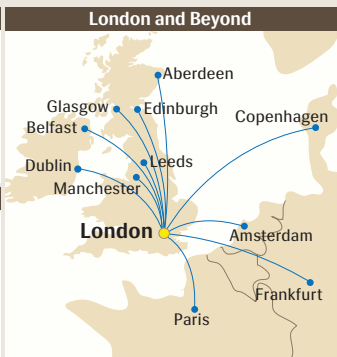 London and Beyond
Aberdeen
Glasgow
Edinburgh
Copenhagen
Belfast
Leeds
Dublin
Manchester
London
Amsterdam
Frankfurt
Paris